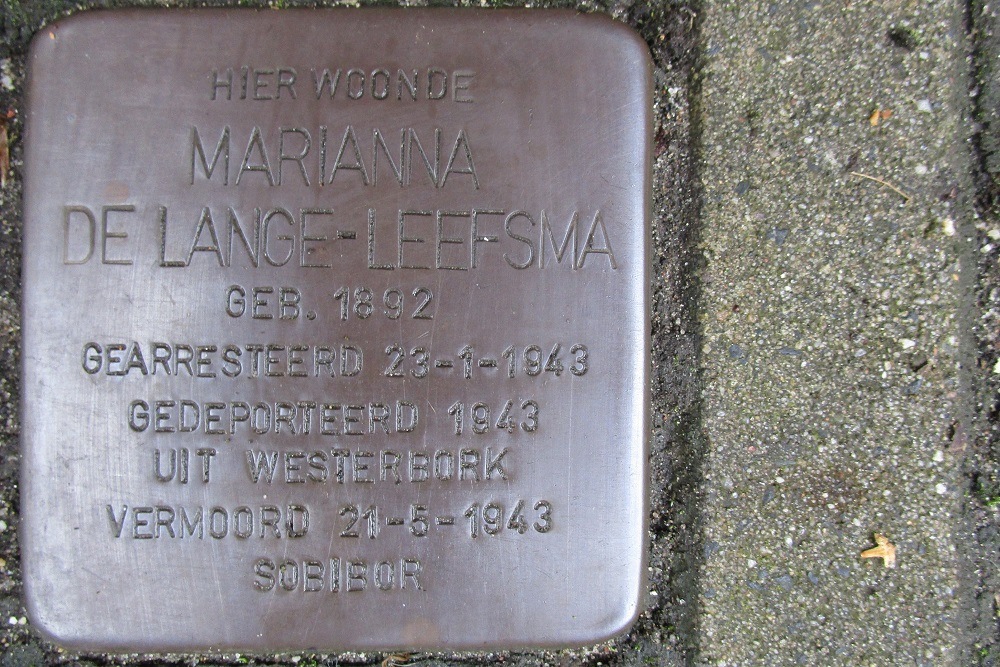 HIER WOONDE
MARIANNA
DE LANGE-LEEFSMA
GEB. 1892
GEARRESTEERD 23-1-1943
GEDEPORTEERD 1943
UIT WESTERBORK
VERMOORD 21-5-1943
SOBIBOR